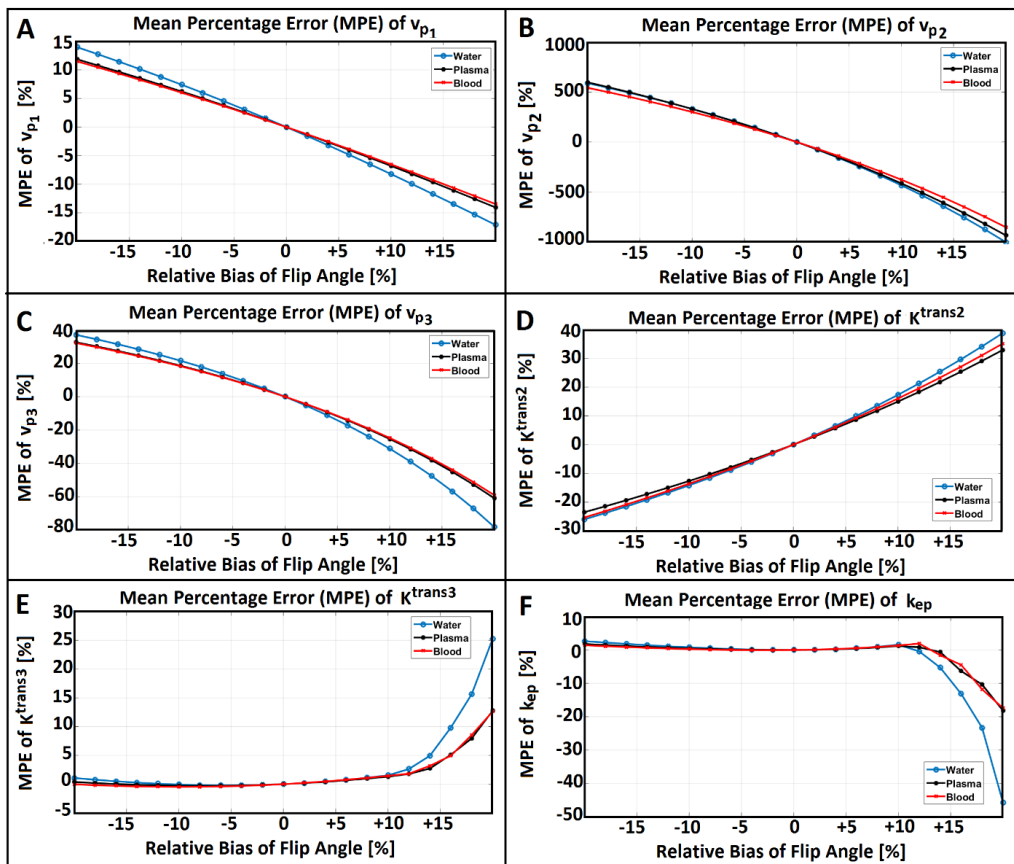 A Mean Percentage Error (MPE) of vp1
15
10
5
0
-5
-10
-15
-20
MPE of vp1 [%]
Water
Plasma
Blood
-15 -10 -5 0 +5 +10 +15
Relative Bias of Flip Angle [%]
B Mean Percentage Error (MPE) of vp2
1000
500
0
-500
-1000
MPE of vp2 [%]
Water
Plasma
Blood
-15 -10 -5 0 +5 +10 +15
Relative Bias of Flip Angle [%]
C Mean Percentage Error (MPE) of vp3
40
20
0
-20
-40
-60
-80
MPE of vp3 [%]
Water
Plasma
Blood
-15 -10 -5 0 +5 +10 +15
Relative Bias of Flip Angle [%]
D Mean Percentage Error (MPE) of Ktrans2
40
30
20
10
0
-10
-20
-30
MPE of Ktrans2 [%]
Water
Plasma
Blood
-15 -10 -5 0 +5 +10 +15
Relative Bias of Flip Angle [%]
E Mean Percentage Error (MPE) of Ktrans3
30
25
20
15
10
5
0
5
MPE of Ktrans3 [%]
Water
Plasma
Blood
-15 -10 -5 0 +5 +10 +15
Relative Bias of Flip Angle [%]
F Mean Percentage Error (MPE) of kep
10
0
-10
-20
-30
-40
-50
MPE of kep [%]
Water
Plasma
Blood
-15 -10 -5 0 +5 +10 +15
Relative Bias of Flip Angle [%]